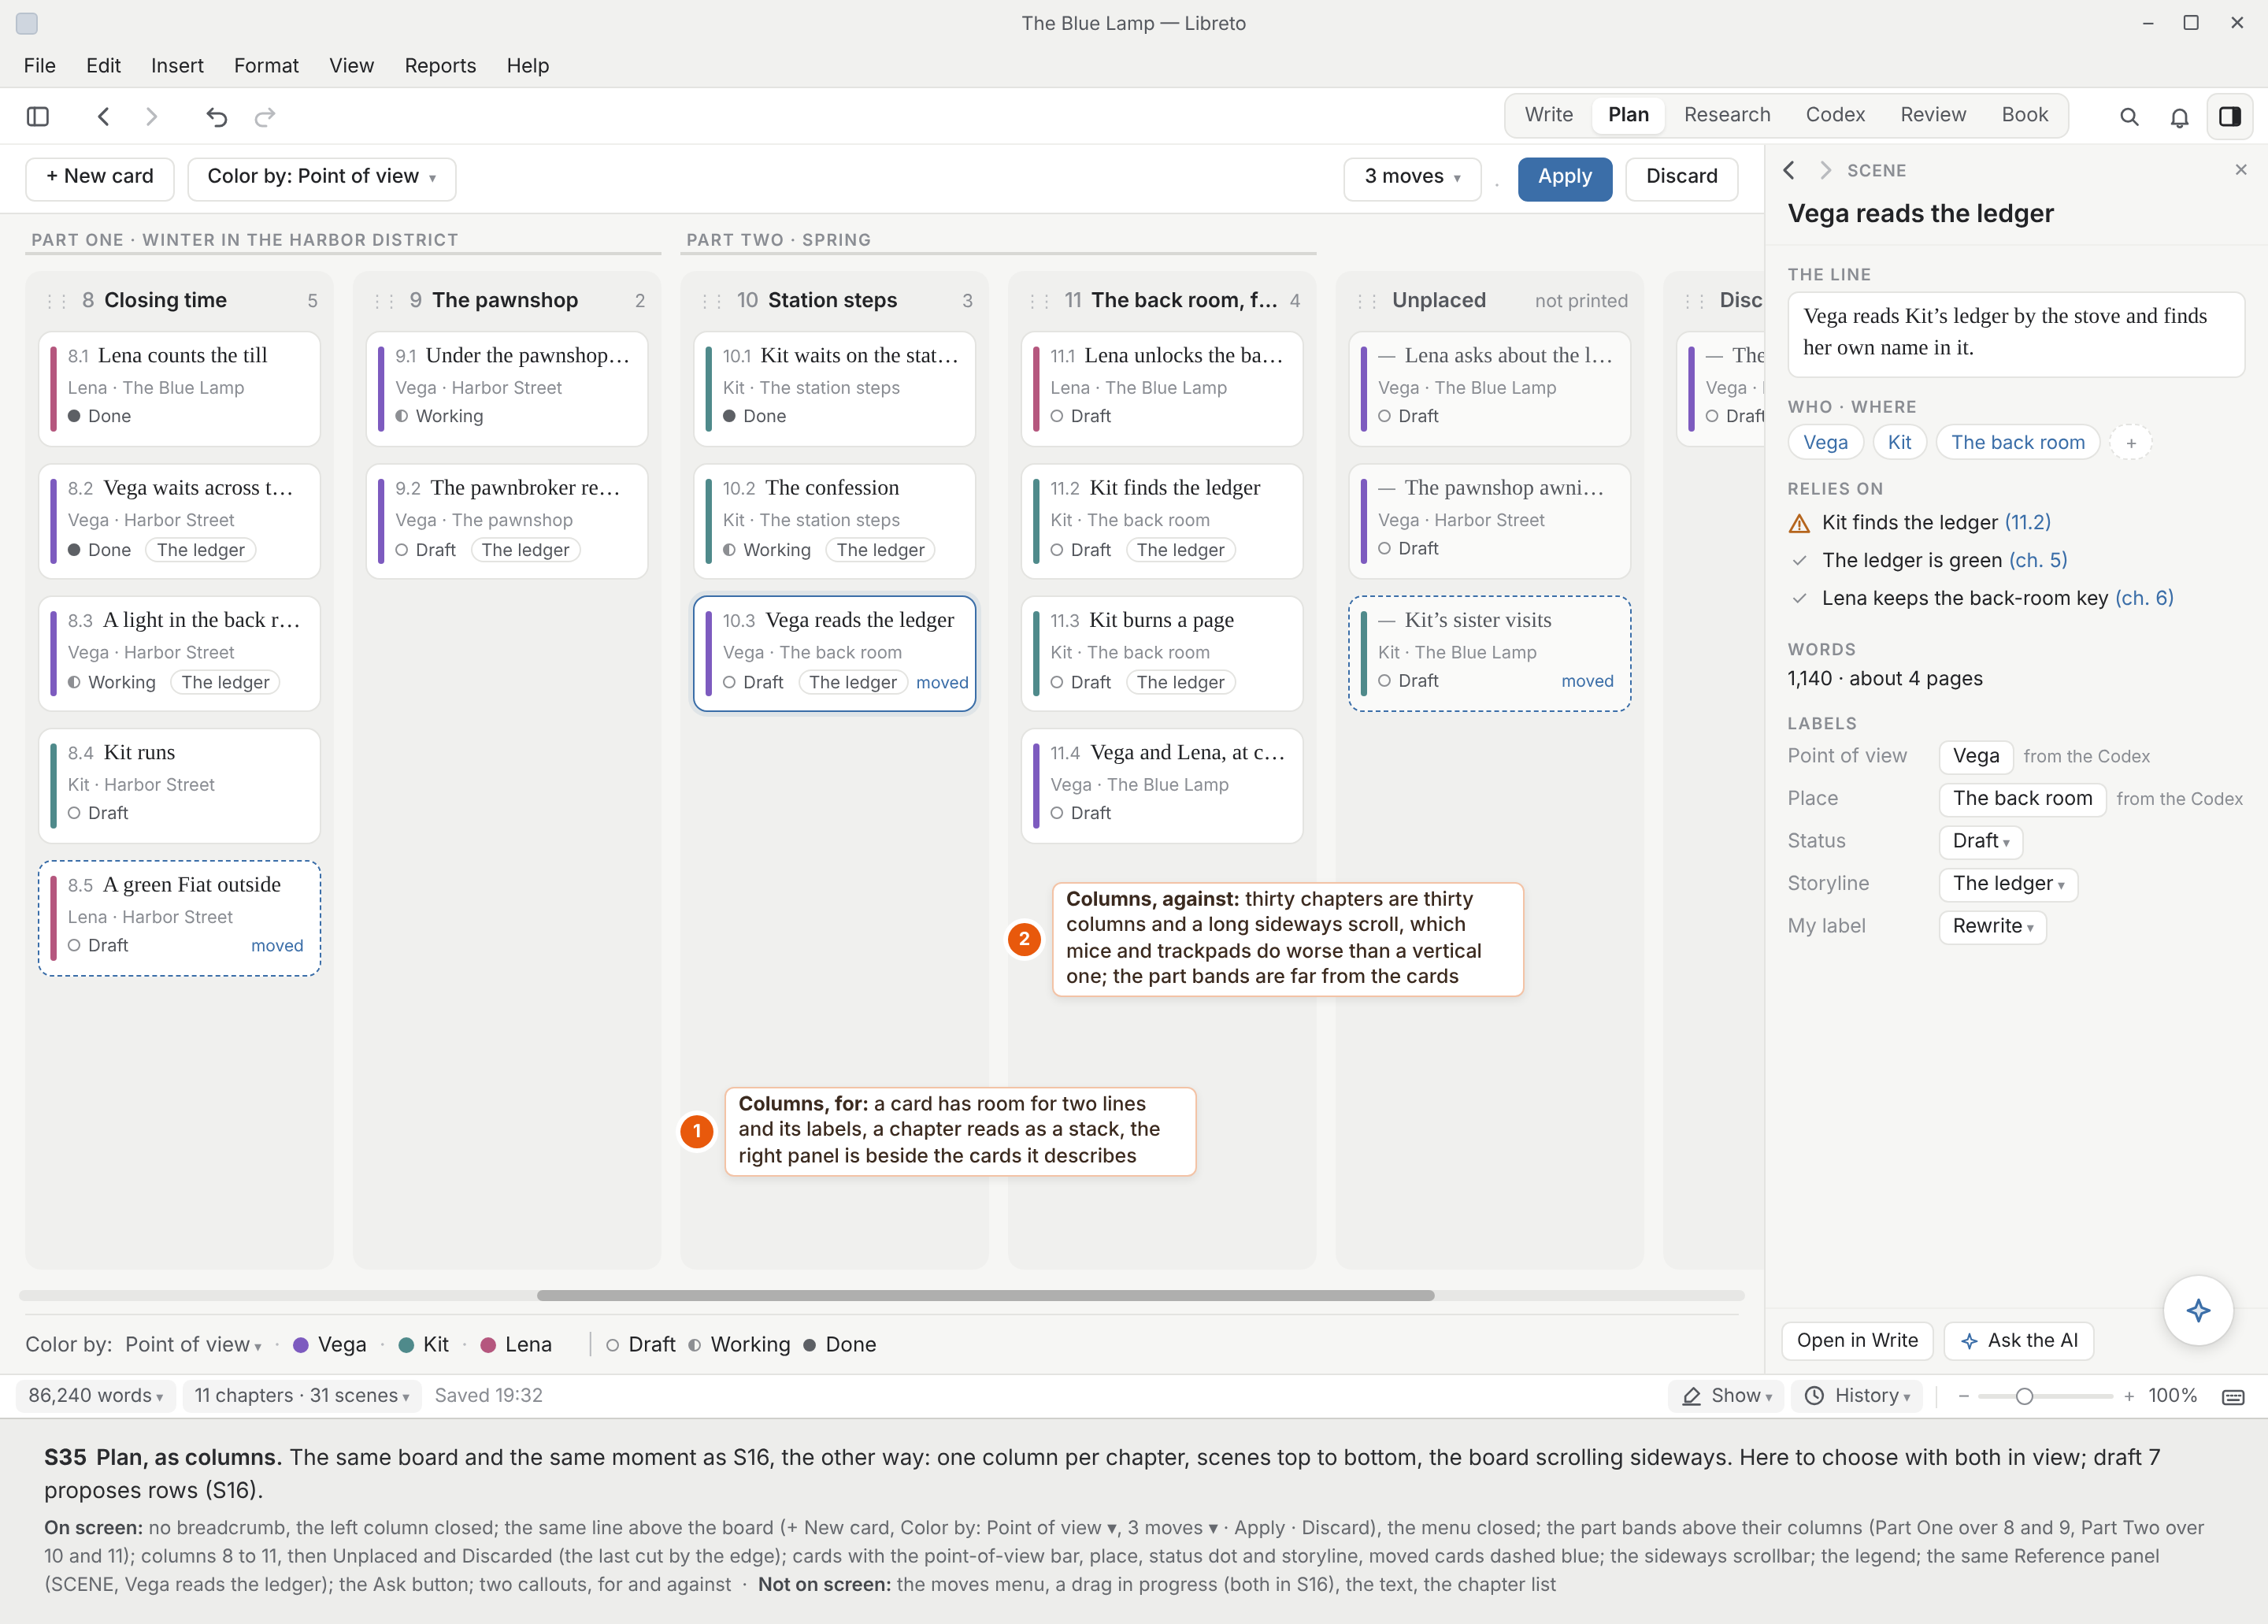 The Blue Lamp — Libreto
File Edit Insert Format View Reports Help
Write Plan Research Codex Review Book
+ New card Color by: Point of view ▾ 3 moves ▾ · Apply Discard
PART ONE · WINTER IN THE HARBOR DISTRICT
8 Closing time 5
8.1 Lena counts the till
Lena · The Blue Lamp
Done
8.2 Vega waits across t…
Vega · Harbor Street
Done The ledger
8.3 A light in the back r…
Vega · Harbor Street
Working The ledger
8.4 Kit runs
Kit · Harbor Street
Draft
8.5 A green Fiat outside
Lena · Harbor Street
Draft moved
9 The pawnshop 2
9.1 Under the pawnshop…
Vega · Harbor Street
Working
9.2 The pawnbroker re…
Vega · The pawnshop
Draft The ledger
PART TWO · SPRING
10 Station steps 3
10.1 Kit waits on the stat…
Kit · The station steps
Done
10.2 The confession
Kit · The station steps
Working The ledger
10.3 Vega reads the ledger
Vega · The back room
Draft The ledger moved
11 The back room, f… 4
11.1 Lena unlocks the ba…
Lena · The Blue Lamp
Draft
11.2 Kit finds the ledger
Kit · The back room
Draft The ledger
11.3 Kit burns a page
Kit · The back room
Draft The ledger
11.4 Vega and Lena, at c…
Vega · The Blue Lamp
Draft
Unplaced not printed
— Lena asks about the l…
Vega · The Blue Lamp
Draft
— The pawnshop awni…
Vega · Harbor Street
Draft
— Kit’s sister visits
Kit · The Blue Lamp
Draft moved
Disc
— The
Vega ·
Draft
2
Columns, against: thirty chapters are thirty
columns and a long sideways scroll, which
mice and trackpads do worse than a vertical
one; the part bands are far from the cards
1
Columns, for: a card has room for two lines
and its labels, a chapter reads as a stack, the
right panel is beside the cards it describes
Color by: Point of view ▾ · Vega · Kit · Lena Draft Working Done
SCENE
Vega reads the ledger
THE LINE
Vega reads Kit’s ledger by the stove and finds
her own name in it.
WHO · WHERE
Vega Kit The back room +
RELIES ON
Kit finds the ledger (11.2)
The ledger is green (ch. 5)
Lena keeps the back-room key (ch. 6)
WORDS
1,140 · about 4 pages
LABELS
Point of view Vega from the Codex
Place The back room from the Codex
Status Draft ▾
Storyline The ledger ▾
My label Rewrite ▾
Open in Write Ask the AI
86,240 words ▾ 11 chapters · 31 scenes ▾ Saved 19:32 Show ▾ History ▾ − + 100%
S35 Plan, as columns. The same board and the same moment as S16, the other way: one column per chapter, scenes top to bottom, the board scrolling sideways. Here to choose with both in view; draft 7
proposes rows (S16).
On screen: no breadcrumb, the left column closed; the same line above the board (+ New card, Color by: Point of view ▾, 3 moves ▾ · Apply · Discard), the menu closed; the part bands above their columns (Part One over 8 and 9, Part Two over
10 and 11); columns 8 to 11, then Unplaced and Discarded (the last cut by the edge); cards with the point-of-view bar, place, status dot and storyline, moved cards dashed blue; the sideways scrollbar; the legend; the same Reference panel
(SCENE, Vega reads the ledger); the Ask button; two callouts, for and against · Not on screen: the moves menu, a drag in progress (both in S16), the text, the chapter list